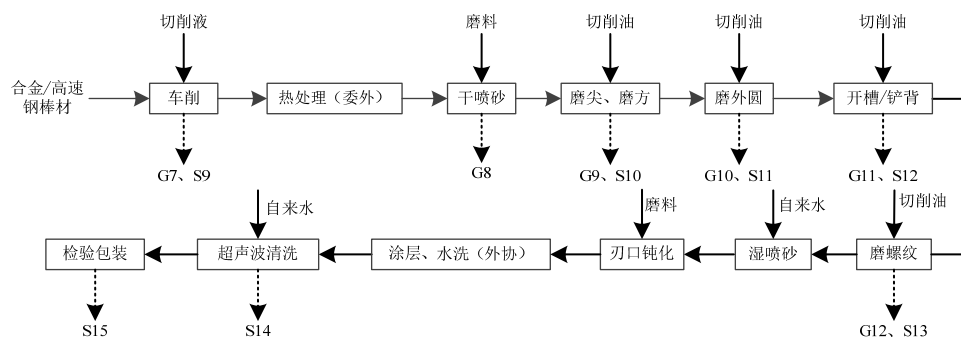 切削液
磨料
切削油
切削油
切削油
合金/高速
钢棒材
车削
热处理（委外）
干喷砂
磨尖、磨方
磨外圆
开槽/铲背
G7、S9
G8
G9、S10
G10、S11
G11、S12
自来水
磨料
自来水
切削油
检验包装
超声波清洗
涂层、水洗（外协）
刃口钝化
湿喷砂
磨螺纹
S15
S14
G12、S13